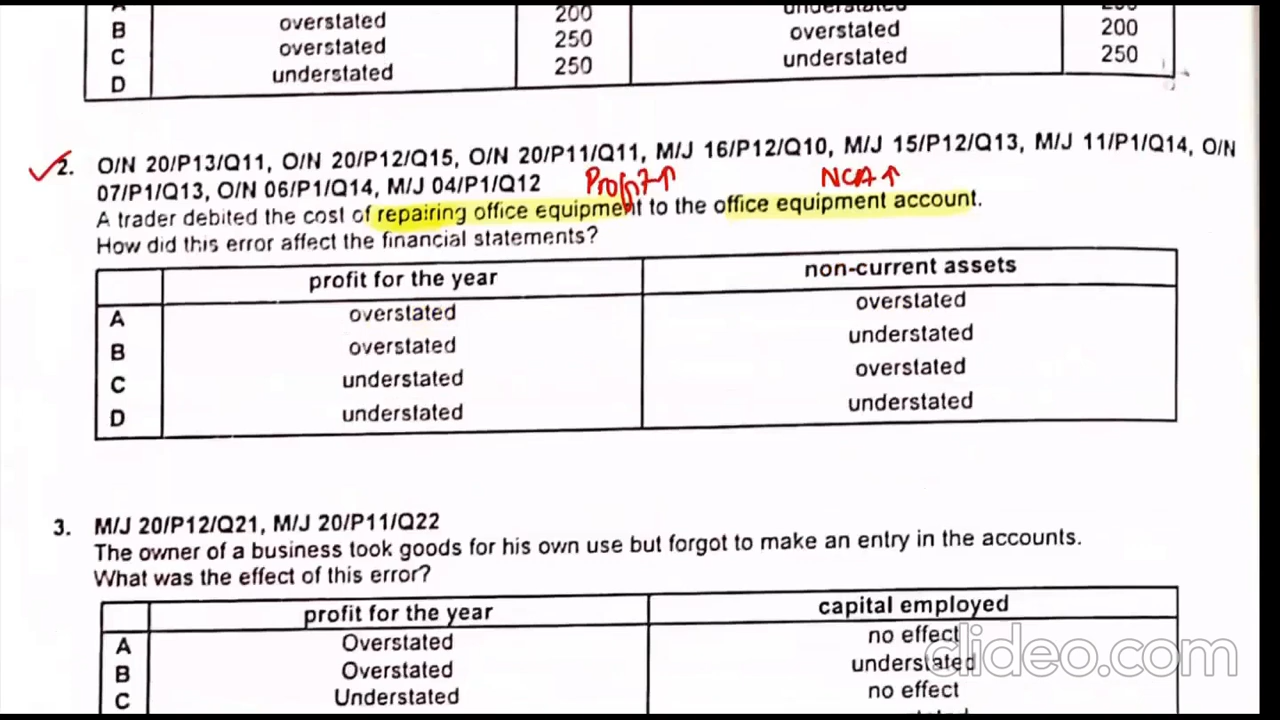 B overstated 200 overstated 200
C overstated 250 understated 250
D understated 250
2. O/N 20/P13/Q11, O/N 20/P12/Q15, O/N 20/P11/Q11, M/J 16/P12/Q10, M/J 15/P12/Q13, M/J 11/P1/Q14, O/N
07/P1/Q13, O/N 06/P1/Q14, M/J 04/P1/Q12
Profit↑ NCA↑
A trader debited the cost of repairing office equipment to the office equipment account.
How did this error affect the financial statements?
profit for the year non-current assets
A overstated overstated
B overstated understated
C understated overstated
D understated understated
3. M/J 20/P12/Q21, M/J 20/P11/Q22
The owner of a business took goods for his own use but forgot to make an entry in the accounts.
What was the effect of this error?
profit for the year capital employed
A Overstated no effect
B Overstated understated
C Understated no effect
clideo.com